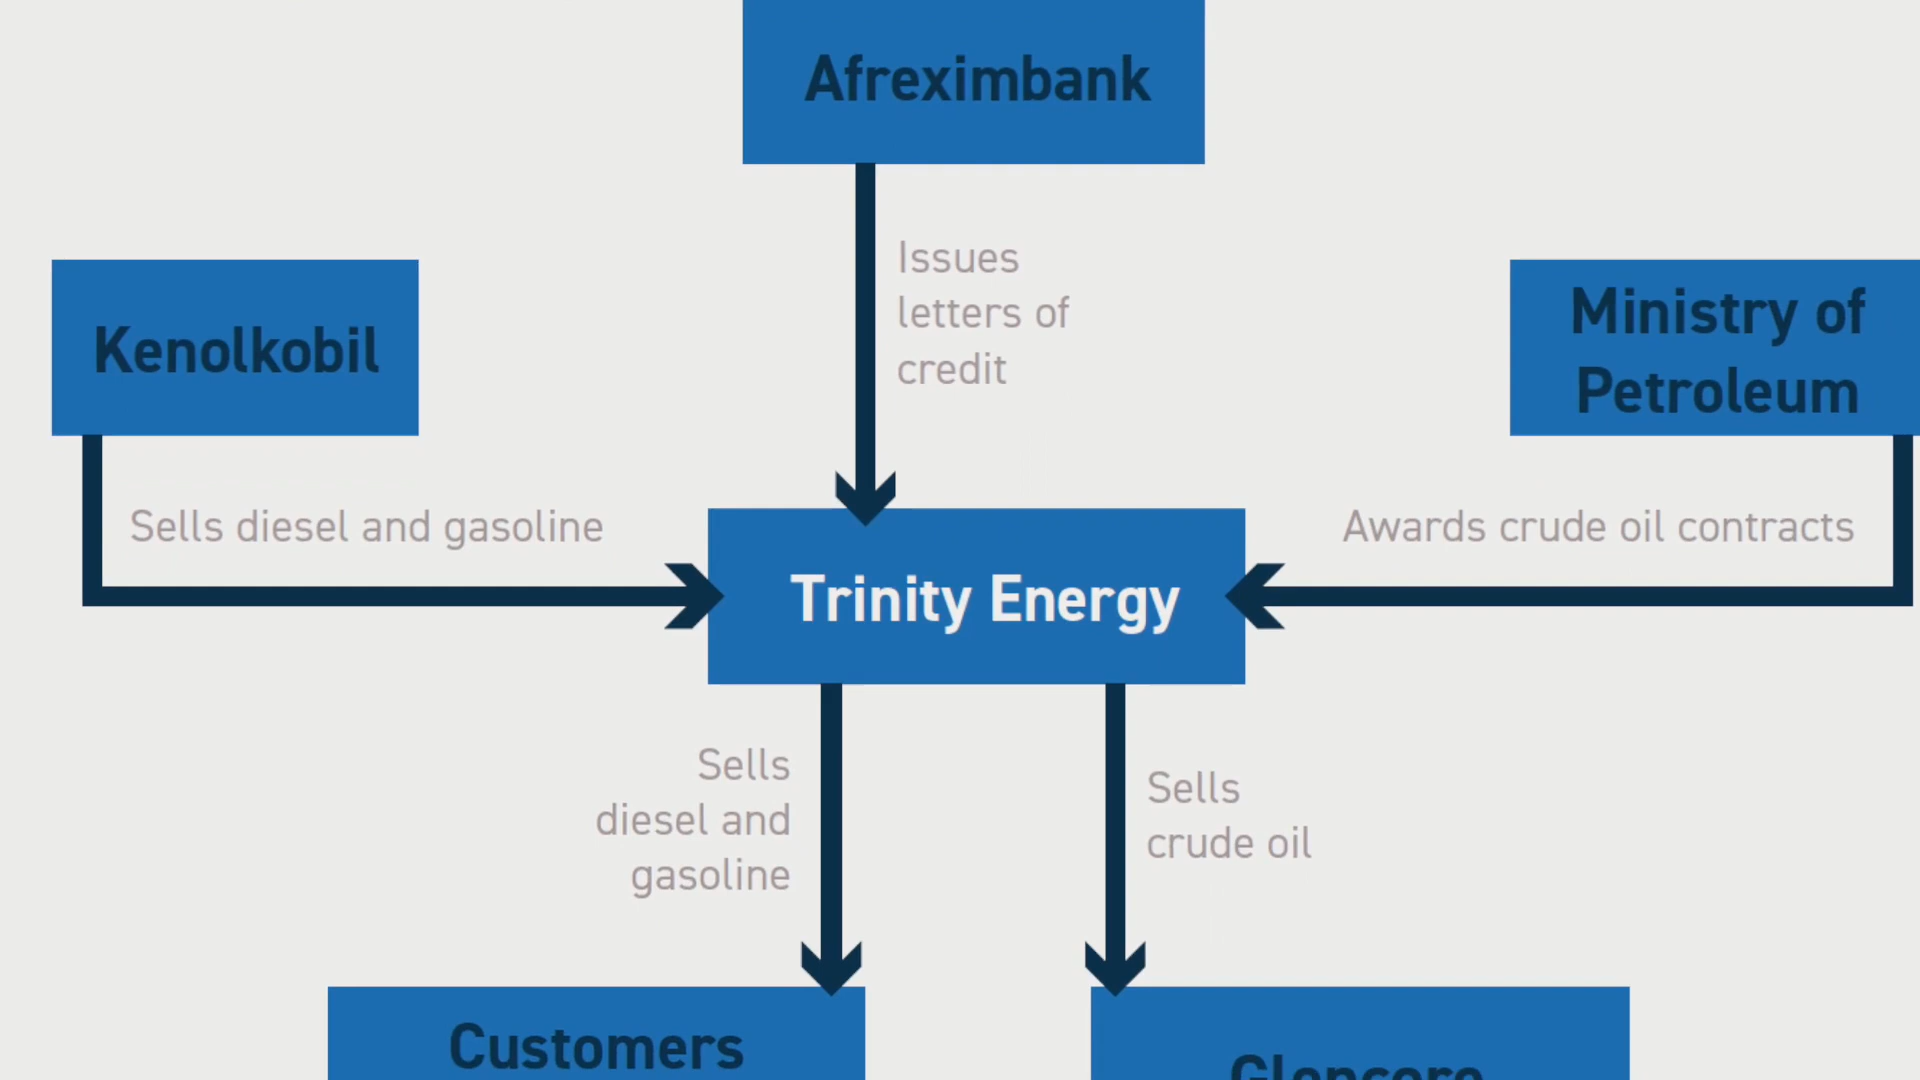 Afreximbank
Issues
letters of
credit
Kenolkobil
Ministry of
Petroleum
Sells diesel and gasoline
Awards crude oil contracts
Trinity Energy
Sells
diesel and
gasoline
Sells
crude oil
Customers
Glencore